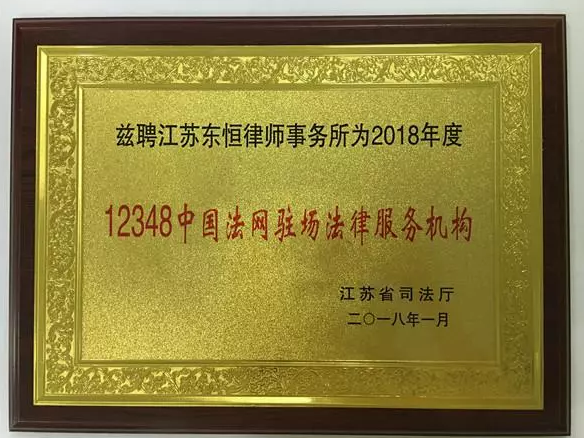 兹聘江苏东恒律师事务所为2018年度
12348中国法网驻场法律服务机构
江苏省司法厅
二〇一八年一月